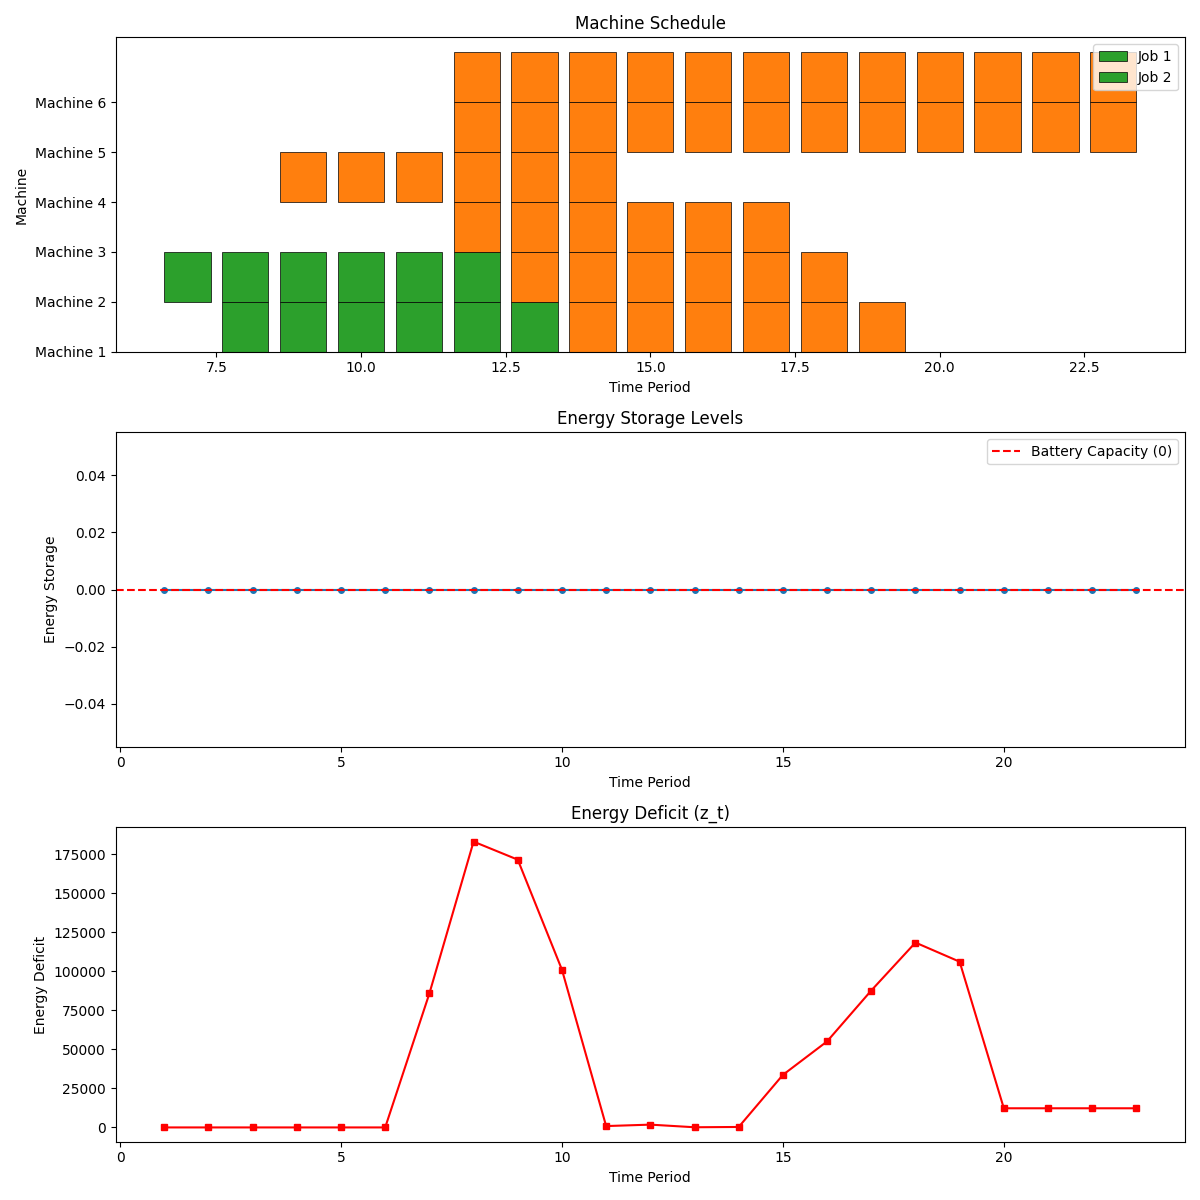 Machine Schedule
Job 1
Job 2
Machine 6
Machine 5
Machine 4
Machine 3
Machine 2
Machine 1
Machine
7.5 10.0 12.5 15.0 17.5 20.0 22.5
Time Period
Energy Storage Levels
Battery Capacity (0)
0.04
0.02
0.00
−0.02
−0.04
Energy Storage
0 5 10 15 20
Time Period
Energy Deficit (z_t)
175000
150000
125000
100000
75000
50000
25000
0
Energy Deficit
0 5 10 15 20
Time Period